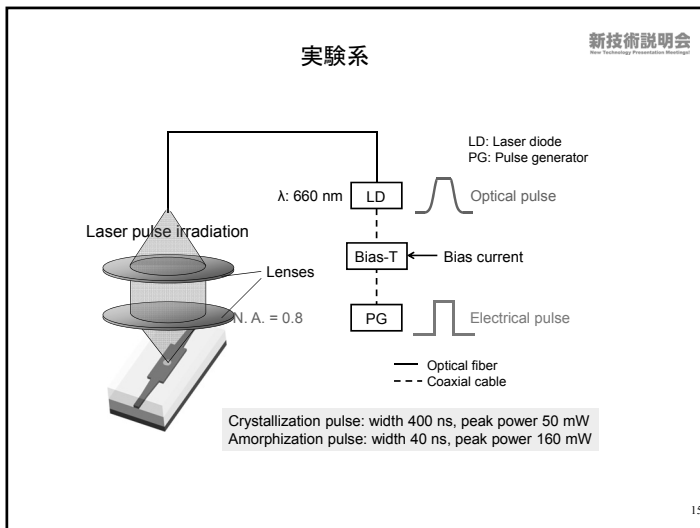 実験系
新技術説明会
New Technology Presentation Meetings!
LD: Laser diode
PG: Pulse generator
λ: 660 nm
LD
Optical pulse
Laser pulse irradiation
Bias-T
Bias current
Lenses
N. A. = 0.8
PG
Electrical pulse
Optical fiber
Coaxial cable
Crystallization pulse: width 400 ns, peak power 50 mW
Amorphization pulse: width 40 ns, peak power 160 mW
15